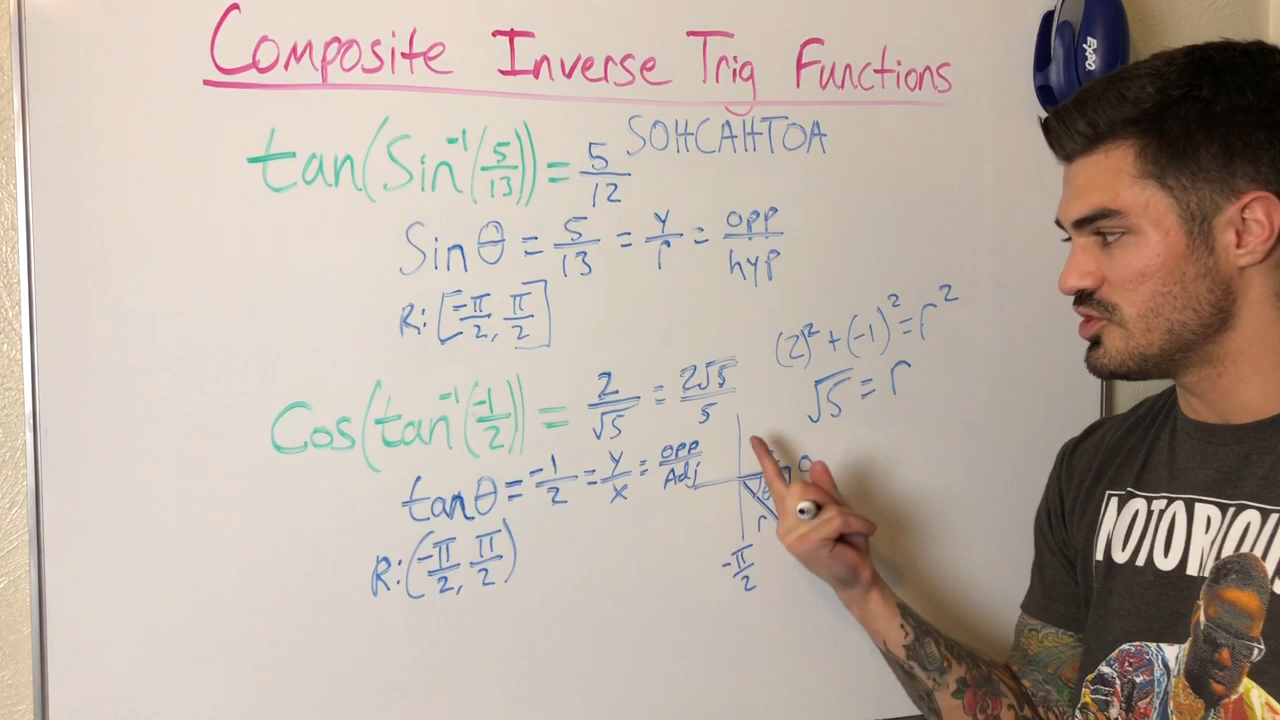 Composite Inverse Trig Functions
SOHCAHTOA
tan(Sin⁻¹(5/13)) = 5/12
Sin θ = 5/13 = y/r = opp/hyp
R: [-π/2, π/2]
(2)² + (-1)² = r²
√5 = r
Cos(tan⁻¹(-1/2)) = 2/√5 = 2√5/5
tan θ = -1/2 = y/x = opp/Adj
R: (-π/2, π/2)
θ
r
-π/2
EXPO
NOTORIOUS